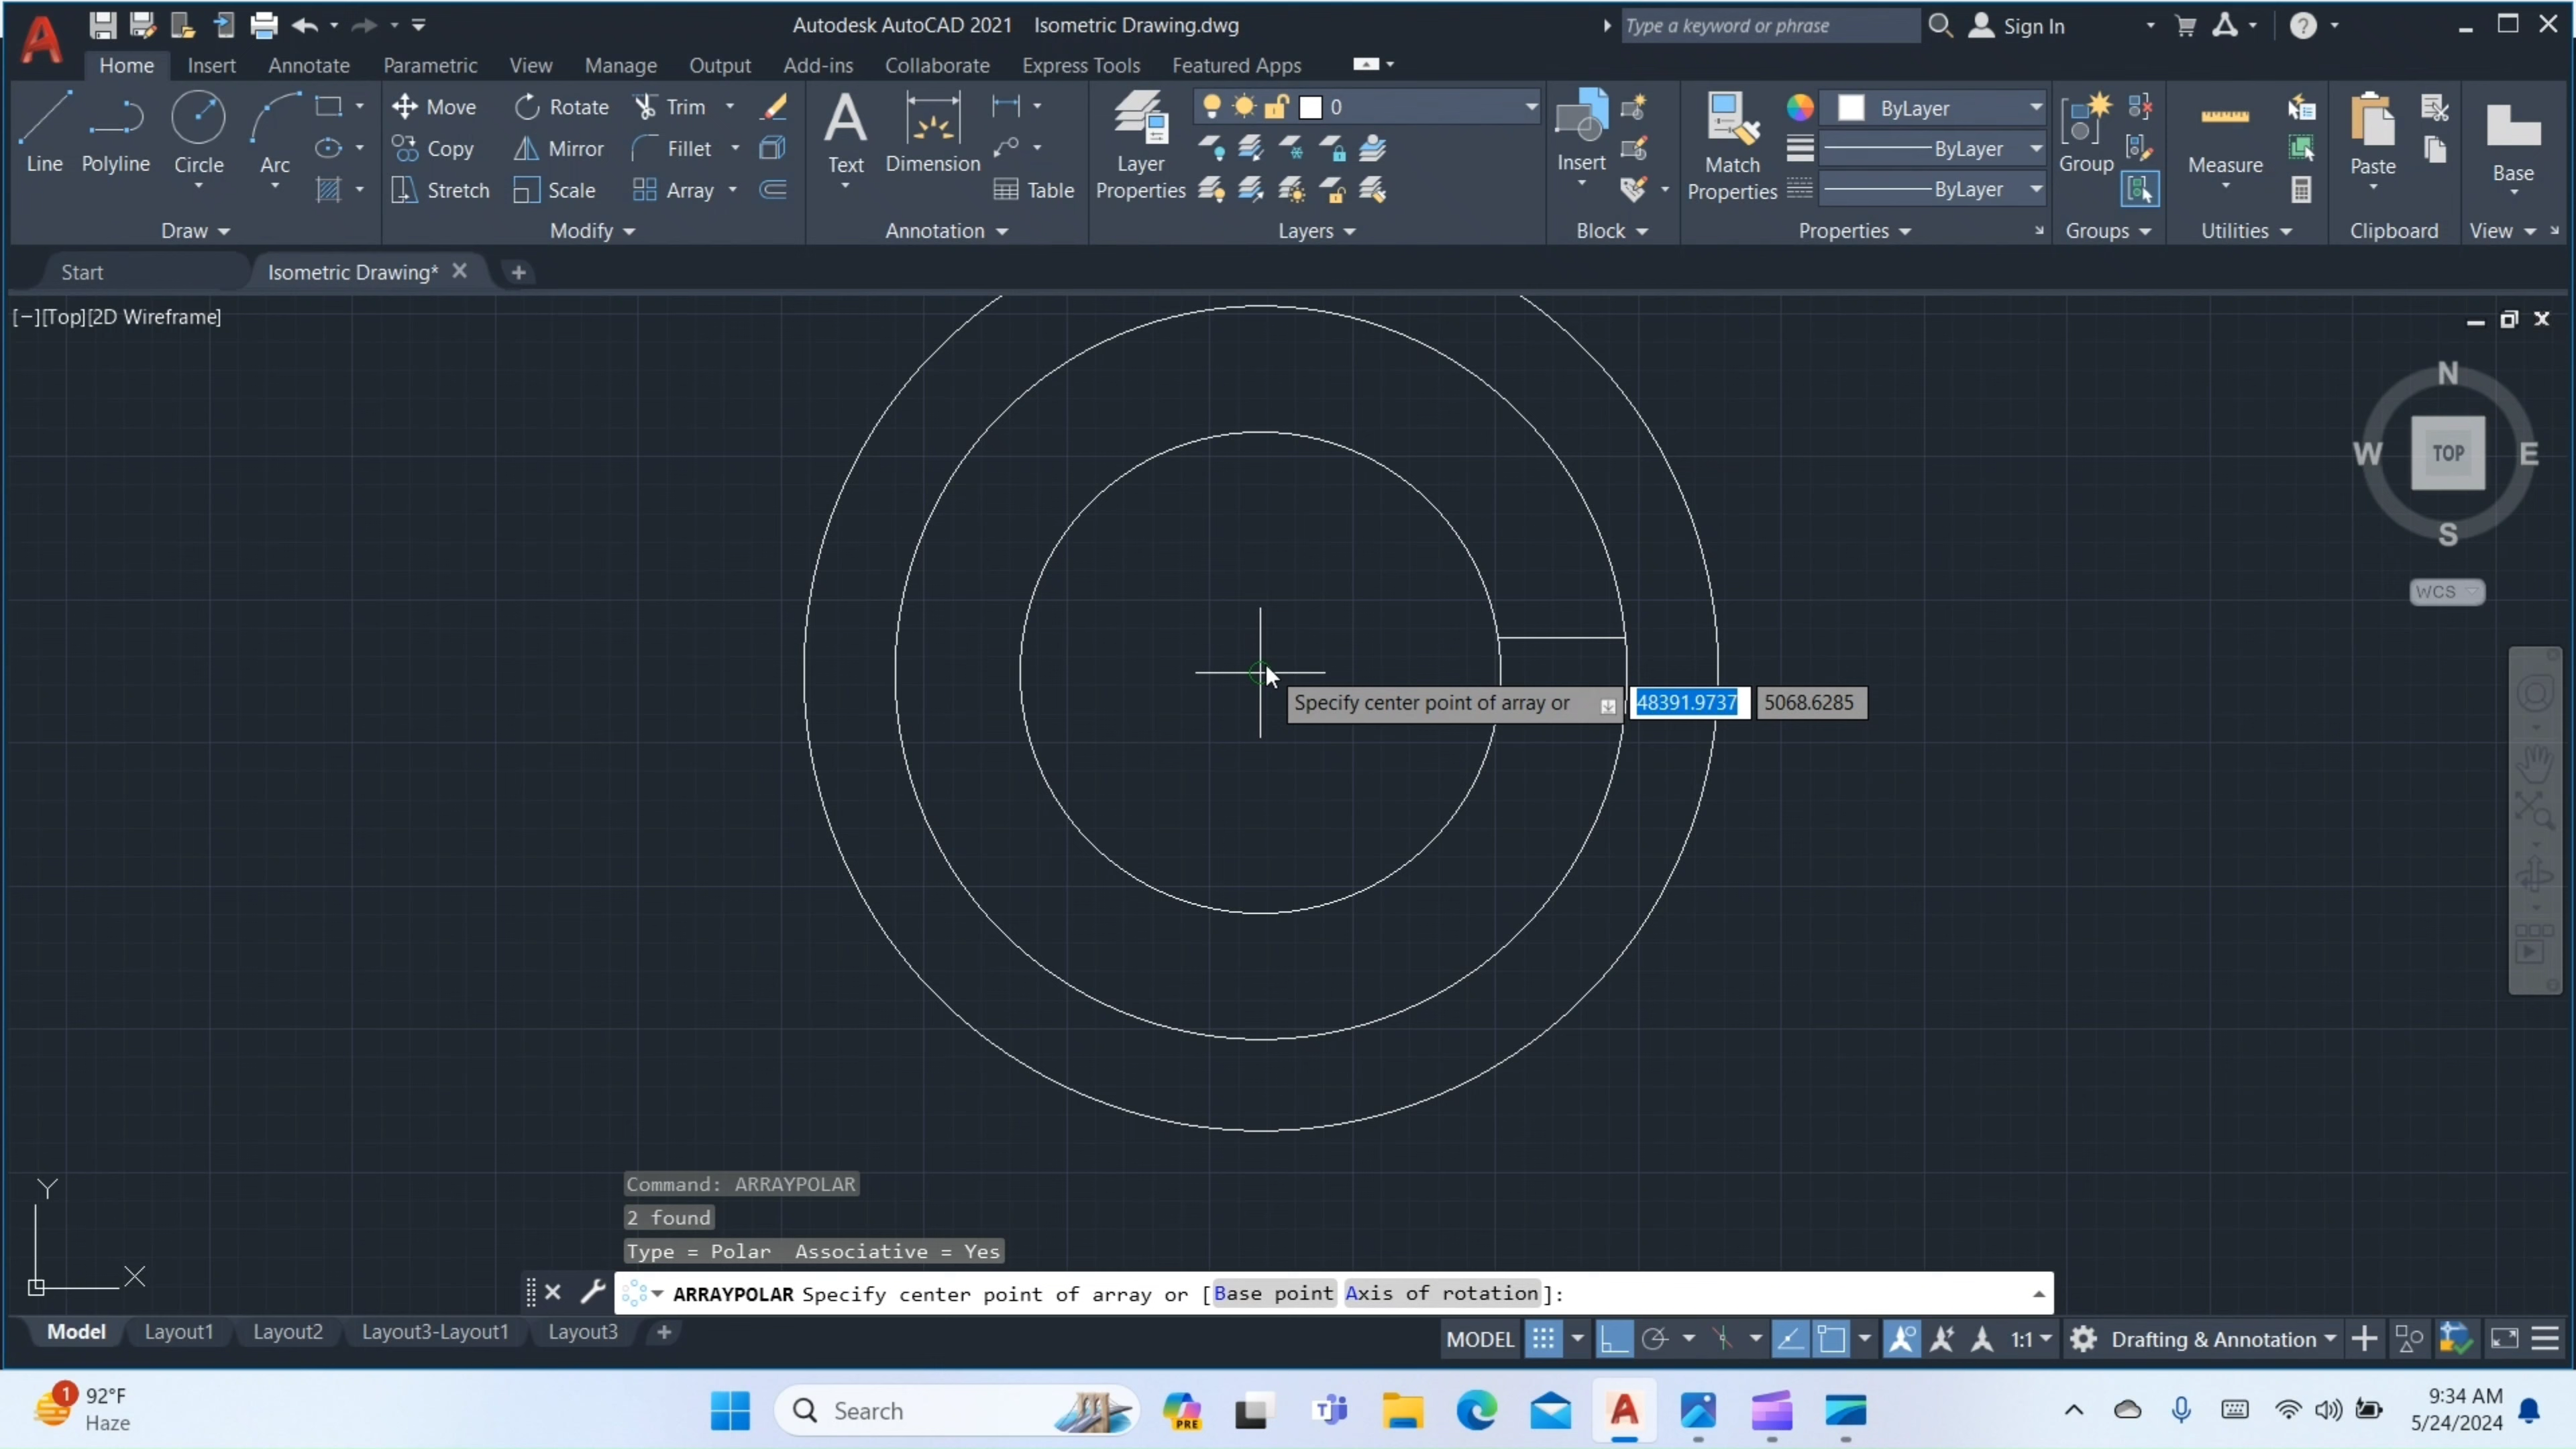 Autodesk AutoCAD 2021 Isometric Drawing.dwg
Type a keyword or phrase
Sign In
Home Insert Annotate Parametric View Manage Output Add-ins Collaborate Express Tools Featured Apps
Line Polyline Circle Arc
Move Rotate Trim
Copy Mirror Fillet
Stretch Scale Array
Text Dimension Table
Layer Properties
0
Insert
Match Properties
ByLayer
ByLayer
ByLayer
Group
Measure
Paste
Base
Draw Modify Annotation Layers Block Properties Groups Utilities Clipboard View
Start Isometric Drawing*
[−][Top][2D Wireframe]
N
W TOP E
S
WCS
Specify center point of array or 48391.9737 5068.6285
Command: ARRAYPOLAR
2 found
Type = Polar Associative = Yes
ARRAYPOLAR Specify center point of array or [Base point Axis of rotation]:
Y
X
Model Layout1 Layout2 Layout3-Layout1 Layout3
MODEL 1:1 Drafting & Annotation
1
92°F
Haze
Search
PRE
9:34 AM
5/24/2024